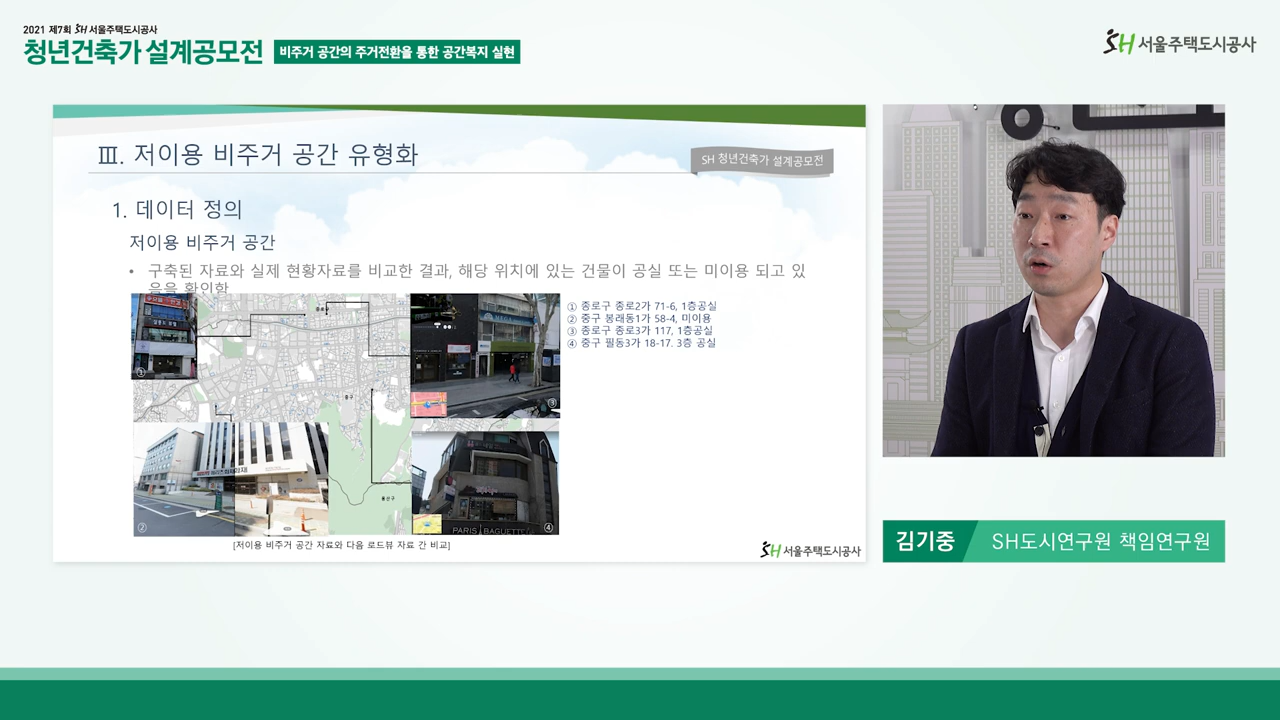 2021 제7회 SH 서울주택도시공사
청년건축가 설계공모전
비주거 공간의 주거전환을 통한 공간복지 실현
SH 서울주택도시공사
Ⅲ. 저이용 비주거 공간 유형화
SH 청년건축가 설계공모전
1. 데이터 정의
저이용 비주거 공간
• 구축된 자료와 실제 현황자료를 비교한 결과, 해당 위치에 있는 건물이 공실 또는 미이용 되고 있
음을 확인함
① 종로구 종로2가 71-6, 1층공실
② 중구 봉래동1가 58-4, 미이용
③ 종로구 종로3가 117, 1층공실
④ 중구 필동3가 18-17. 3층 공실
①
종로구
③
중구
용산구
②
④
PARIS BAGUETTE
[저이용 비주거 공간 자료와 다음 로드뷰 자료 간 비교]
SH 서울주택도시공사
김기중
SH도시연구원 책임연구원